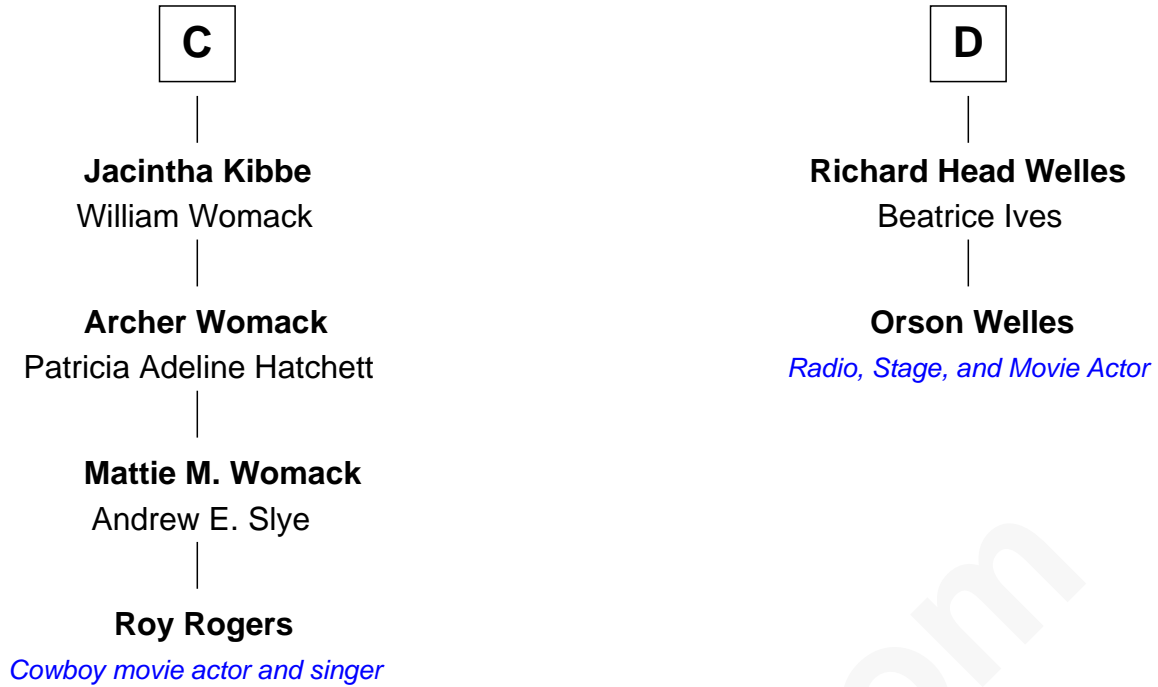 C
Jacintha Kibbe
William Womack
Archer Womack
Patricia Adeline Hatchett
Mattie M. Womack
Andrew E. Slye
Roy Rogers
Cowboy movie actor and singer
D
Richard Head Welles
Beatrice Ives
Orson Welles
Radio, Stage, and Movie Actor
om